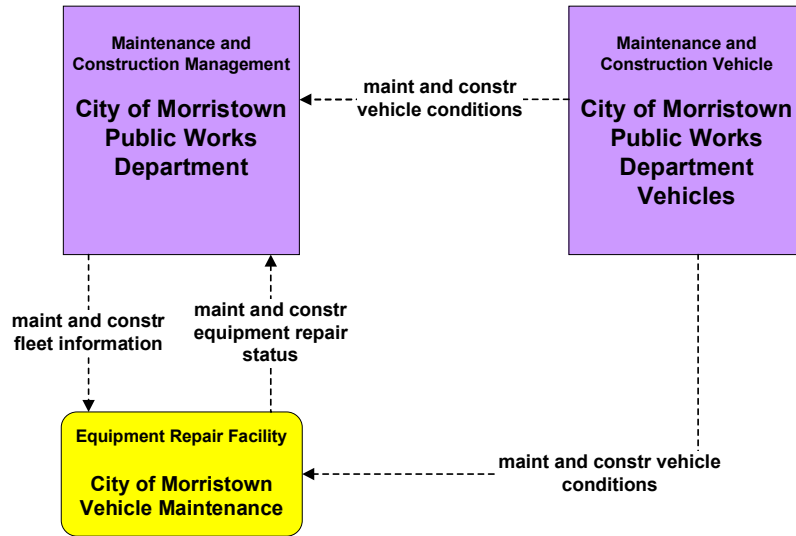 Maintenance and
Construction Management
City of Morristown
Public Works
Department
maint and constr
vehicle conditions
Maintenance and
Construction Vehicle
City of Morristown
Public Works
Department
Vehicles
maint and constr
fleet information
maint and constr
equipment repair
status
Equipment Repair Facility
City of Morristown
Vehicle Maintenance
maint and constr vehicle
conditions